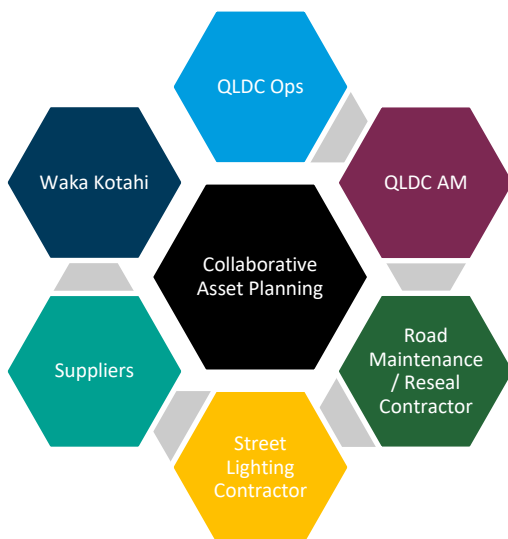 QLDC Ops
Waka Kotahi
QLDC AM
Collaborative
Asset Planning
Suppliers
Road
Maintenance
/ Reseal
Contractor
Street
Lighting
Contractor